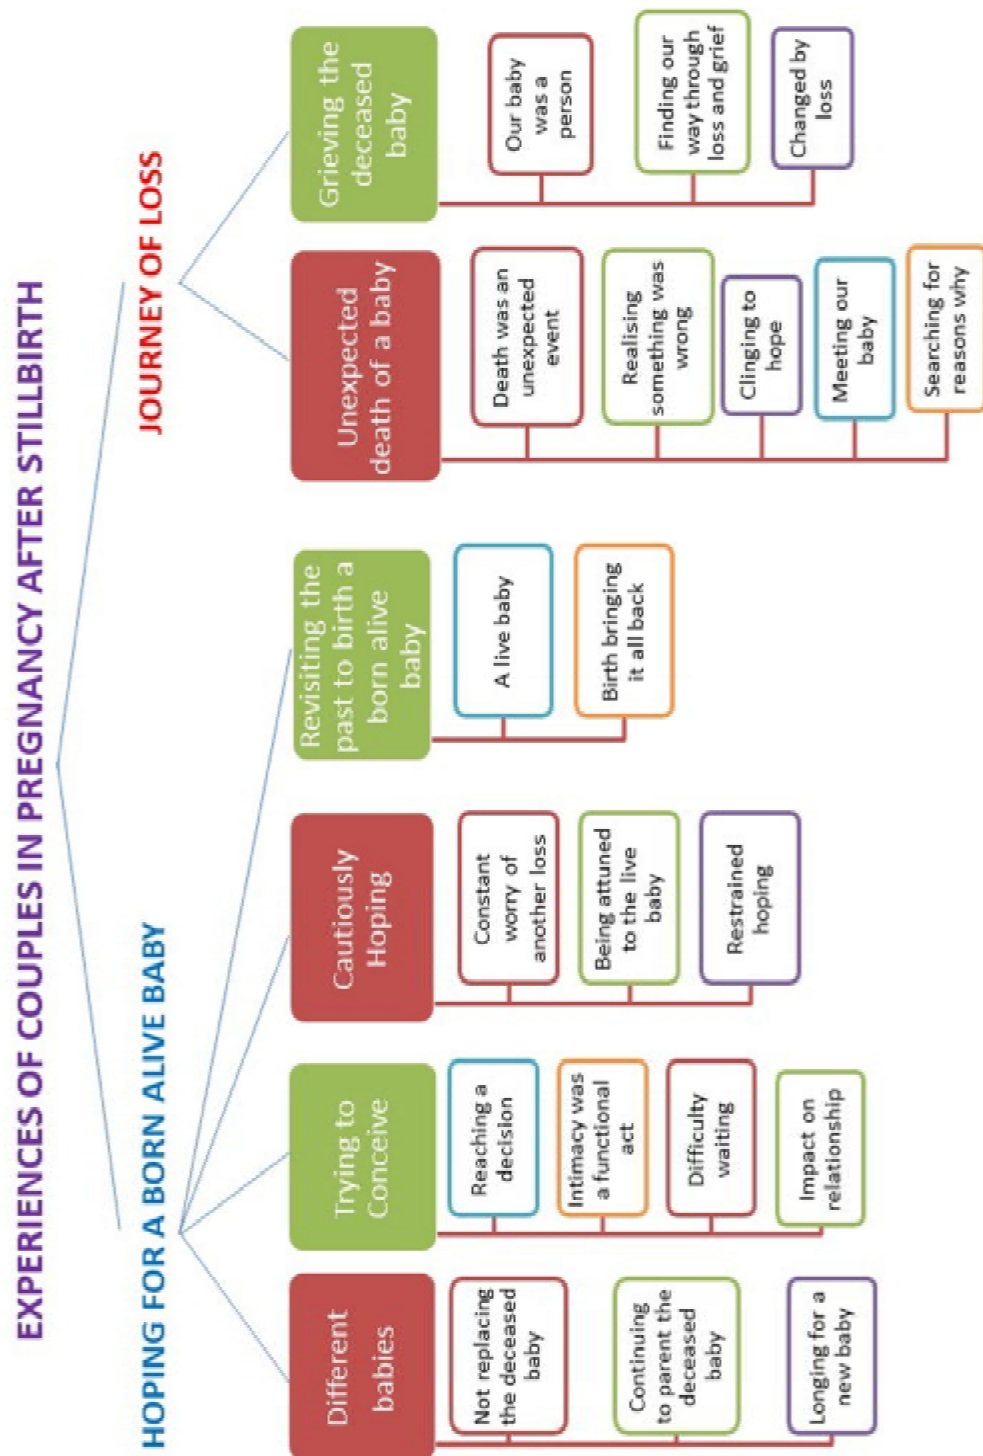 EXPERIENCES OF COUPLES IN PREGNANCY AFTER STILLBIRTH
HOPING FOR A BORN ALIVE BABY
JOURNEY OF LOSS
Different
babies
Not replacing
the deceased
baby
Continuing
to parent the
deceased
baby
Longing for a
new baby
Trying to
Conceive
Reaching a
decision
Intimacy was
a functional
act
Difficulty
waiting
Impact on
relationship
Cautiously
Hoping
Constant
worry of
another loss
Being attuned
to the live
baby
Restrained
hoping
Revisiting the
past to birth a
born alive
baby
A live baby
Birth bringing
it all back
Unexpected
death of a baby
Death was an
unexpected
event
Realising
something was
wrong
Clinging to
hope
Meeting our
baby
Searching for
reasons why
Grieving the
deceased
baby
Our baby
was a
person
Finding our
way through
loss and grief
Changed by
loss